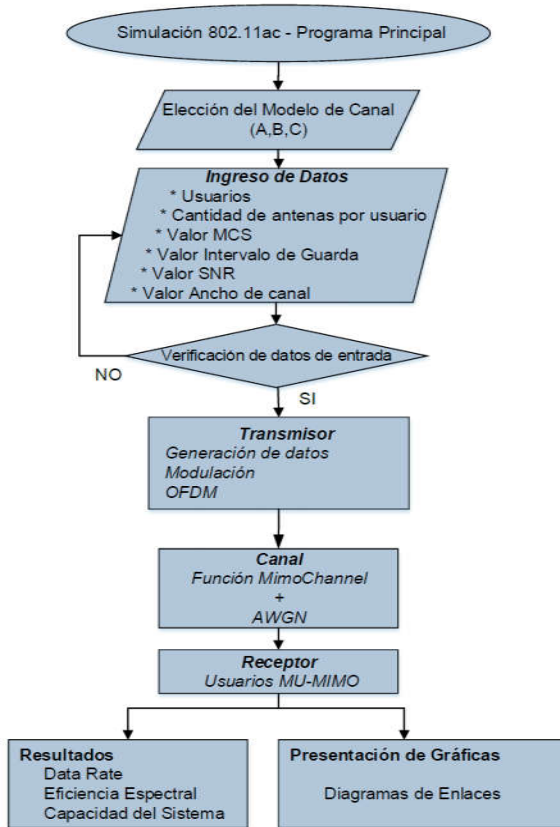 Simulación 802.11ac - Programa Principal
Elección del Modelo de Canal
(A,B,C)
Ingreso de Datos
* Usuarios
* Cantidad de antenas por usuario
* Valor MCS
* Valor Intervalo de Guarda
* Valor SNR
* Valor Ancho de canal
Verificación de datos de entrada
NO
SI
Transmisor
Generación de datos
Modulación
OFDM
Canal
Función MimoChannel
+
AWGN
Receptor
Usuarios MU-MIMO
Resultados
Data Rate
Eficiencia Espectral
Capacidad del Sistema
Presentación de Gráficas
Diagramas de Enlaces